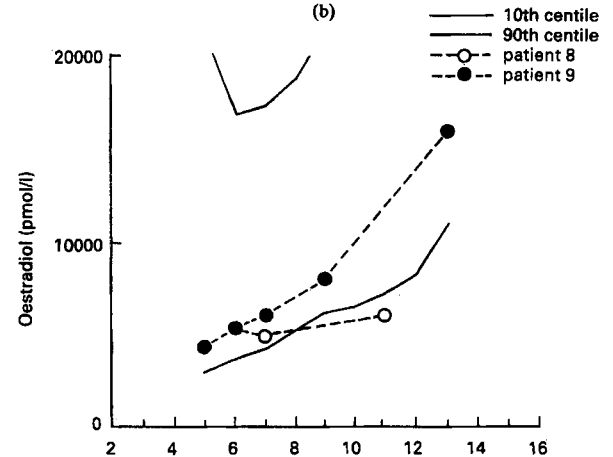 (b)
10th centile
90th centile
patient 8
patient 9
20000
10000
0
Oestradiol (pmol/l)
2 4 6 8 10 12 14 16